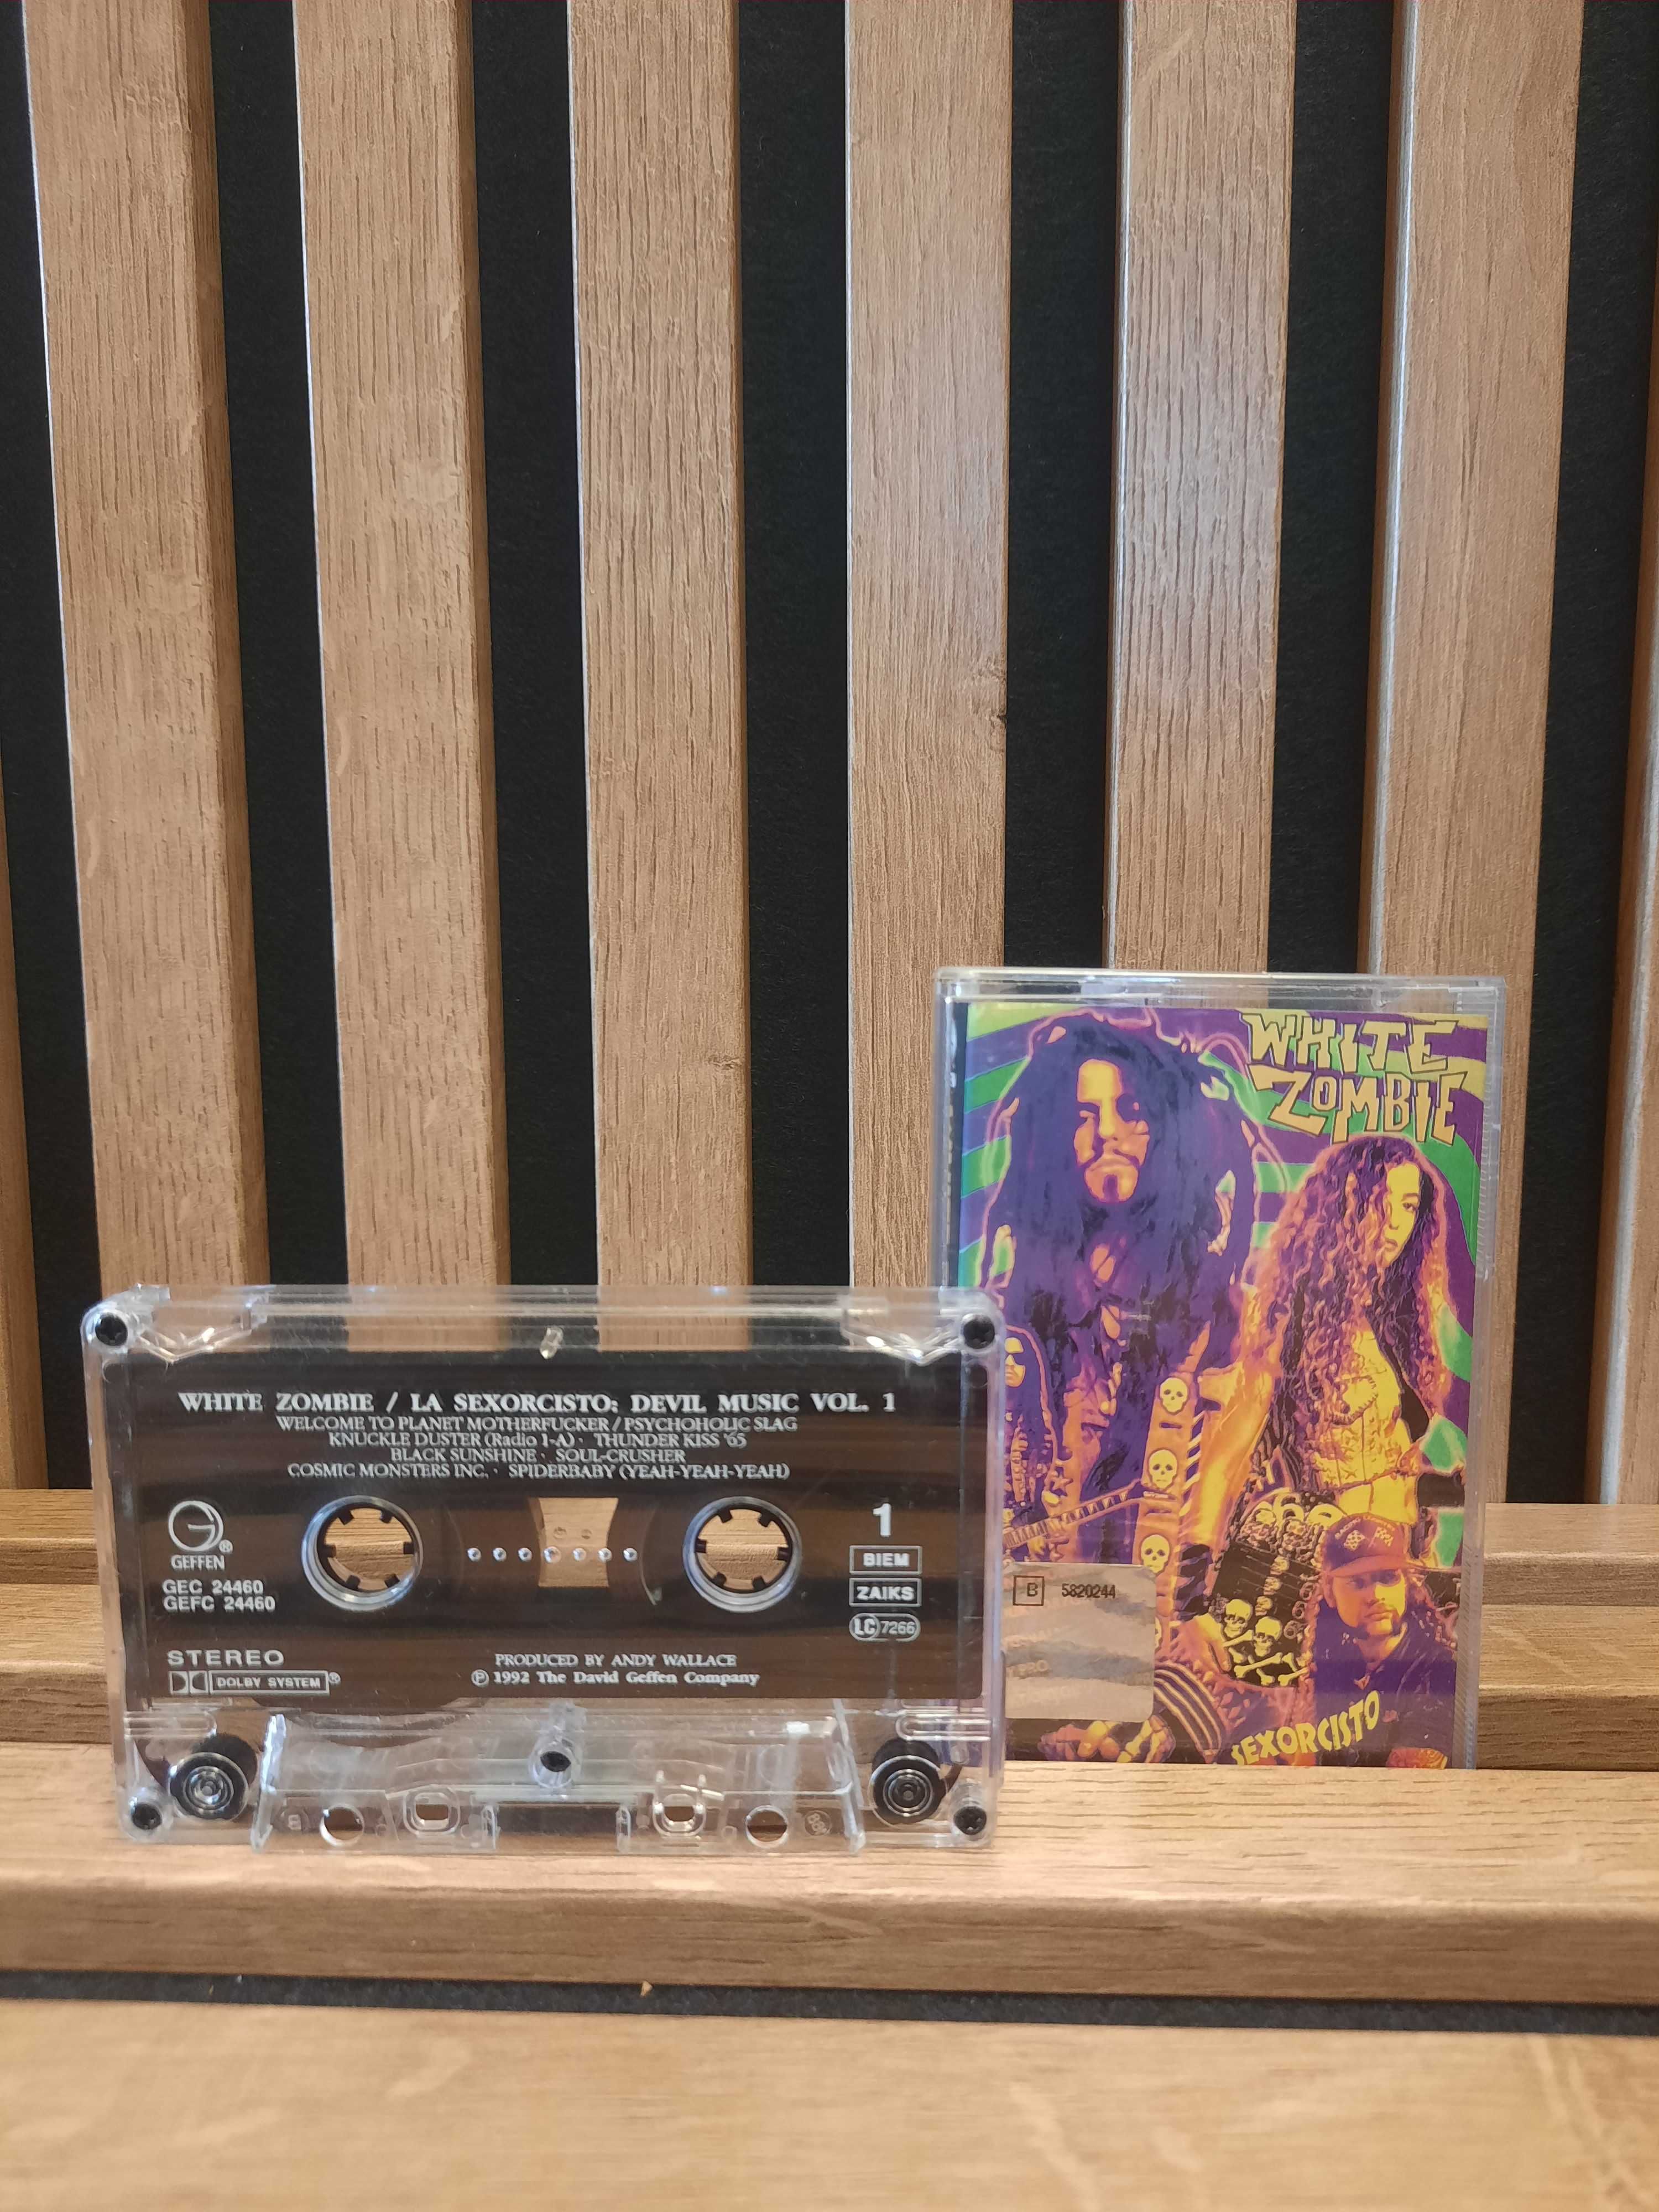 WHITE ZOMBIE / LA SEXORCISTO: DEVIL MUSIC VOL. 1
WELCOME TO PLANET MOTHERFUCKER / PSYCHOHOLIC SLAG
KNUCKLE DUSTER (Radio 1-A) · THUNDER KISS '65
BLACK SUNSHINE · SOUL-CRUSHER
COSMIC MONSTERS INC. · SPIDERBABY (YEAH-YEAH-YEAH)
G®
GEFFEN
GEC 24460
GEFC 24460
1
BIEM
ZAIKS
LC 7266
STEREO
DOLBY SYSTEM®
PRODUCED BY ANDY WALLACE
℗ 1992 The David Geffen Company
WHITE
ZOMBIE
B 5820244
SEXORCISTO